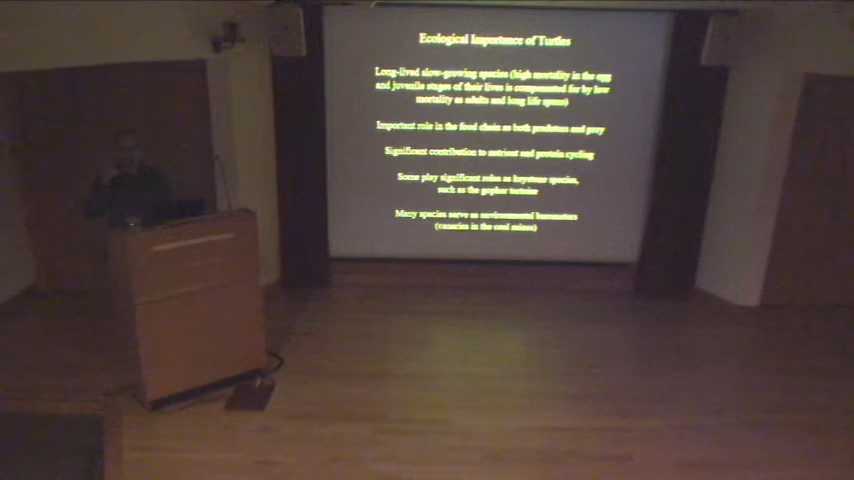 Ecological Importance of Turtles
Long-lived slow-growing species (high mortality in the egg
and juvenile stages of their lives is compensated for by low
mortality as adults and long life spans)
Important role in the food chain as both predators and prey
Significant contribution to nutrient and protein cycling
Some play significant roles as keystone species,
such as the gopher tortoise
Many species serve as environmental barometers
(canaries in the coal mines)